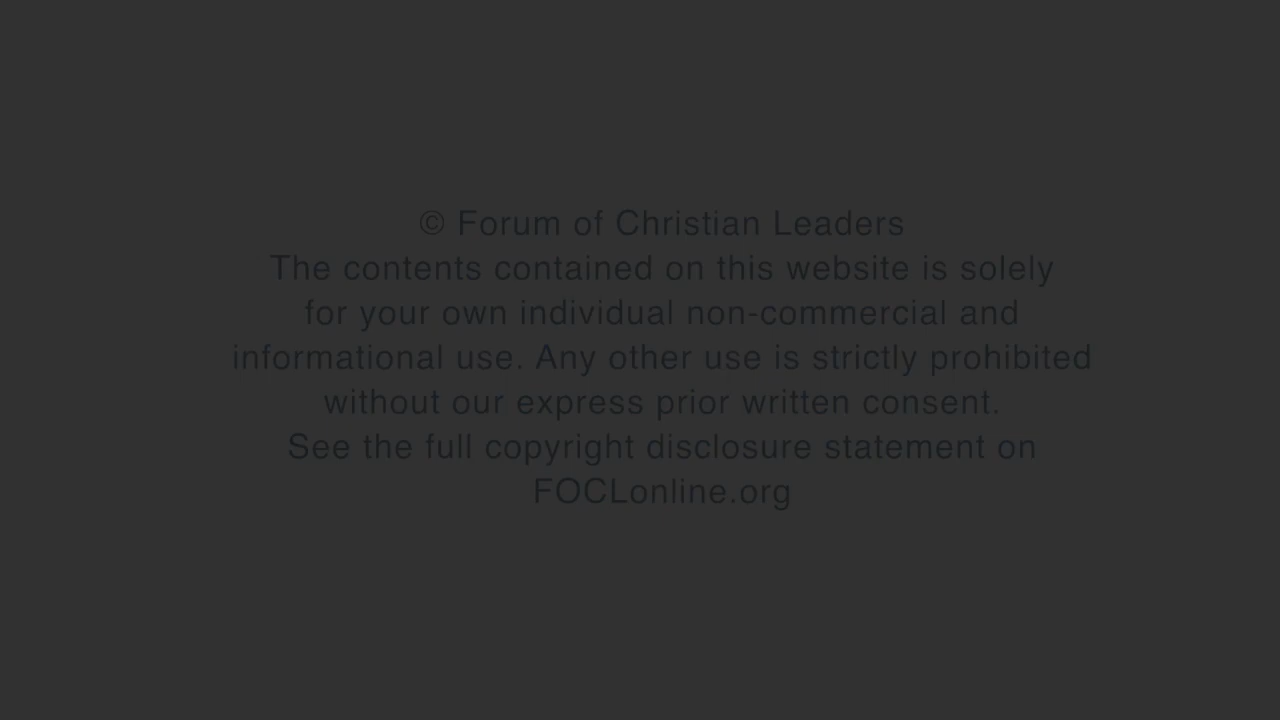 © Forum of Christian Leaders
The contents contained on this website is solely
for your own individual non-commercial and
informational use. Any other use is strictly prohibited
without our express prior written consent.
See the full copyright disclosure statement on
FOCLonline.org